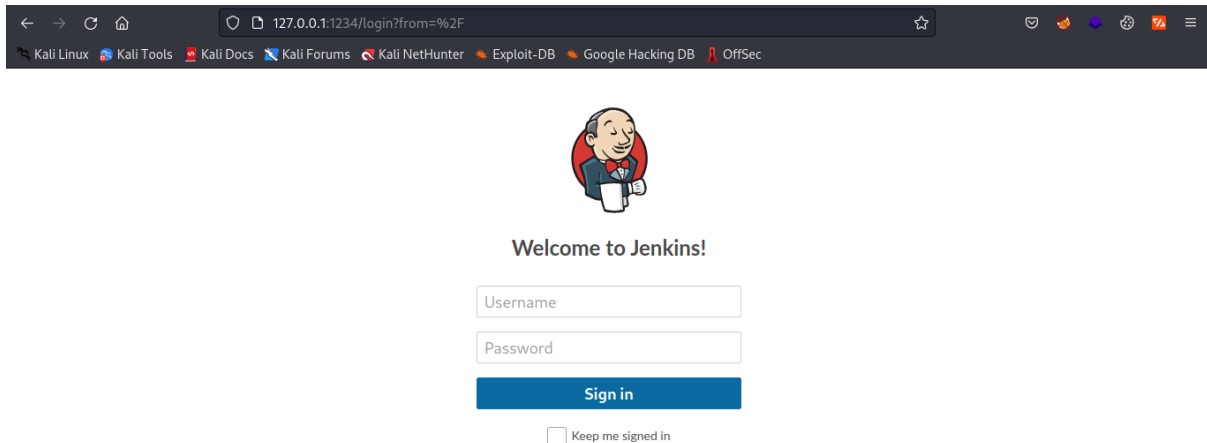 127.0.0.1:1234/login?from=%2F
Kali Linux Kali Tools Kali Docs Kali Forums Kali NetHunter Exploit-DB Google Hacking DB OffSec
Welcome to Jenkins!
Username
Password
Sign in
Keep me signed in